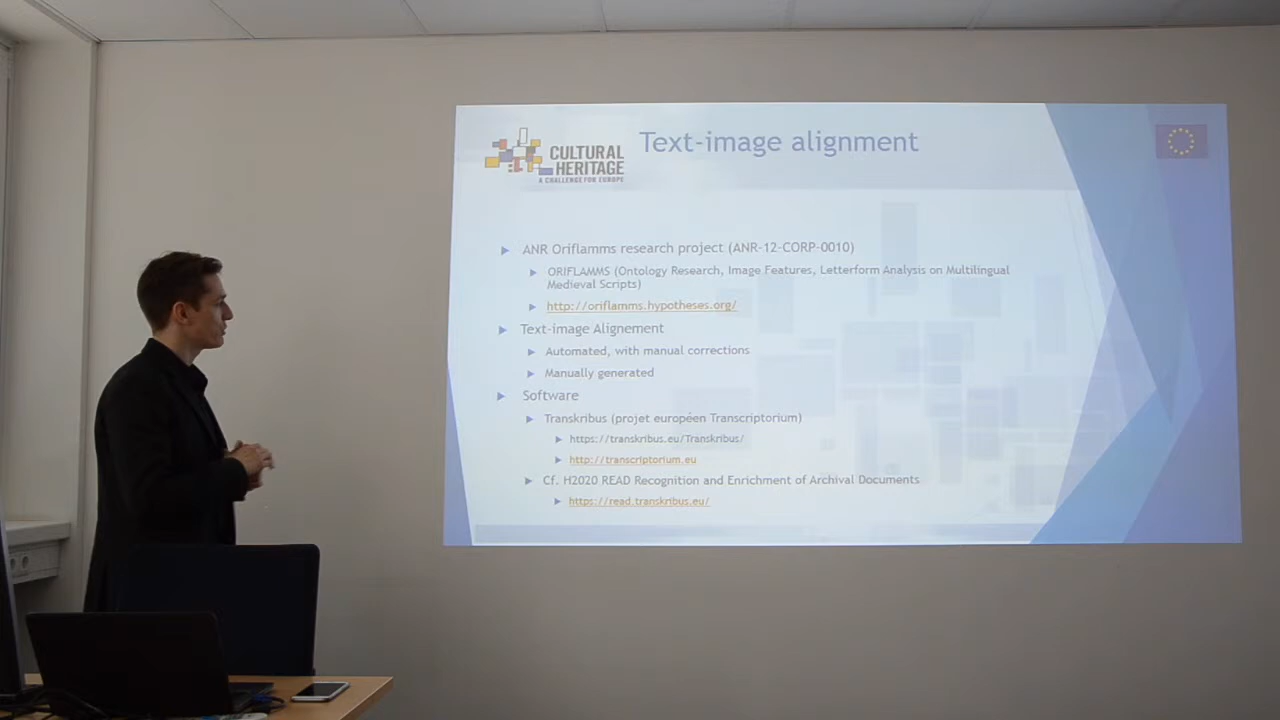 CULTURAL
HERITAGE
A CHALLENGE FOR EUROPE
Text-image alignment
ANR Oriflamms research project (ANR-12-CORP-0010)
ORIFLAMMS (Ontology Research, Image Features, Letterform Analysis on Multilingual
Medieval Scripts)
http://oriflamms.hypotheses.org/
Text-image Alignement
Automated, with manual corrections
Manually generated
Software
Transkribus (projet européen Transcriptorium)
https://transkribus.eu/Transkribus/
http://transcriptorium.eu
Cf. H2020 READ Recognition and Enrichment of Archival Documents
https://read.transkribus.eu/